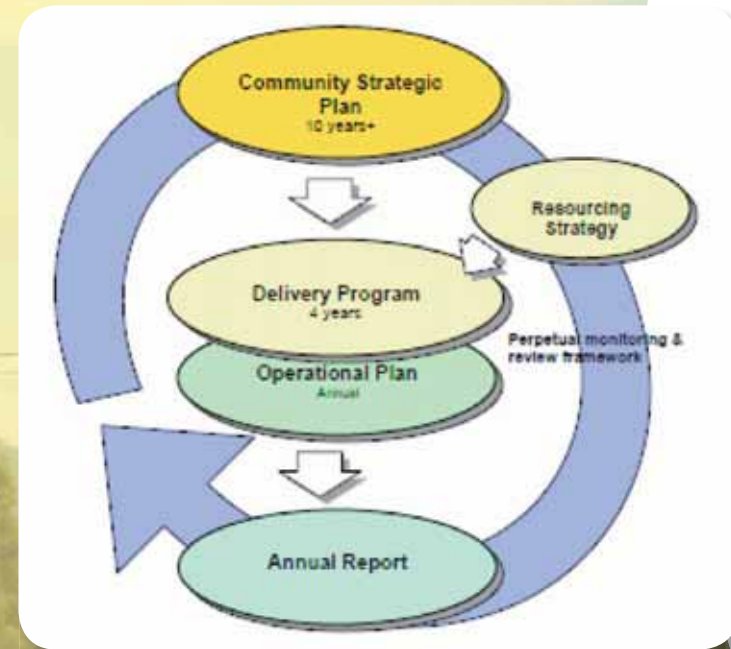 Community Strategic
Plan
10 years+
Resourcing
Strategy
Delivery Program
4 years
Perpetual monitoring &
review framework
Operational Plan
Annual
Annual Report